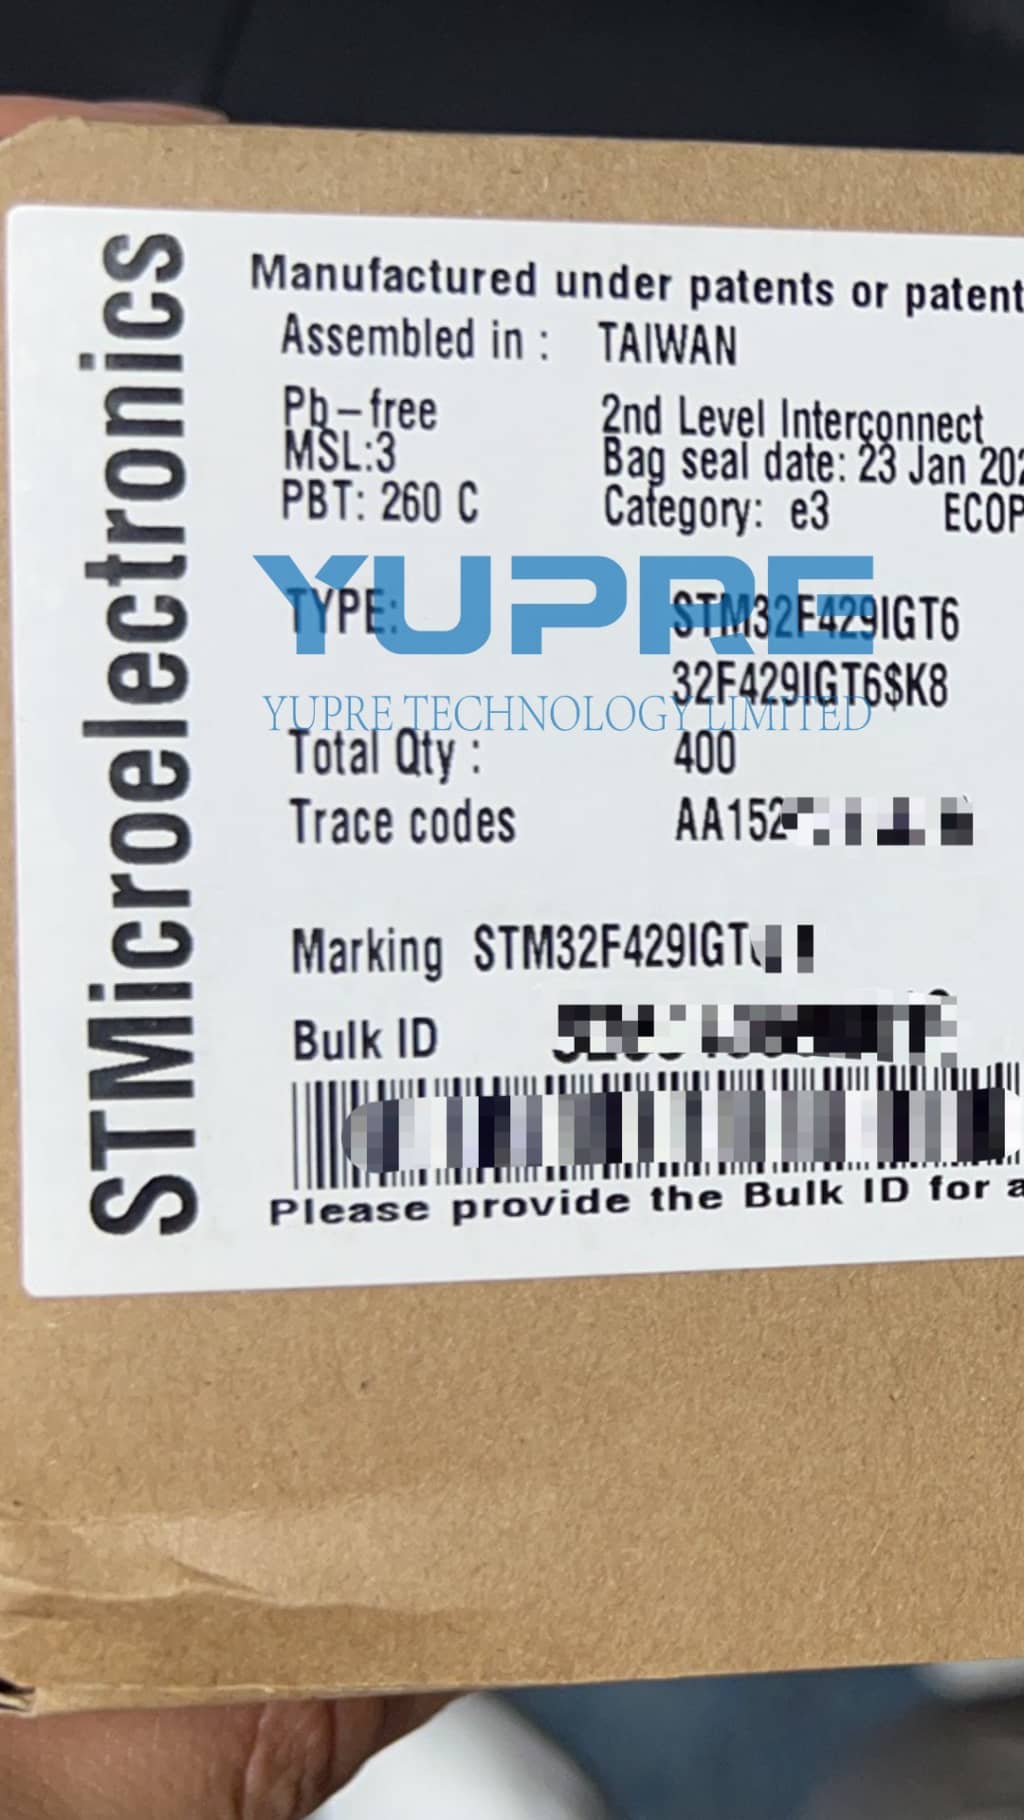 STMicroelectronics
Manufactured under patents or patent
Assembled in : TAIWAN
Pb-free 2nd Level Interconnect
MSL:3 Bag seal date: 23 Jan 202
PBT: 260 C Category: e3 ECOP
YUPRE
TYPE: STM32F429IGT6
32F429IGT6$K8
YUPRE TECHNOLOGY LIMITED
Total Qty : 400
Trace codes AA152
Marking STM32F429IGT
Bulk ID
Please provide the Bulk ID for a